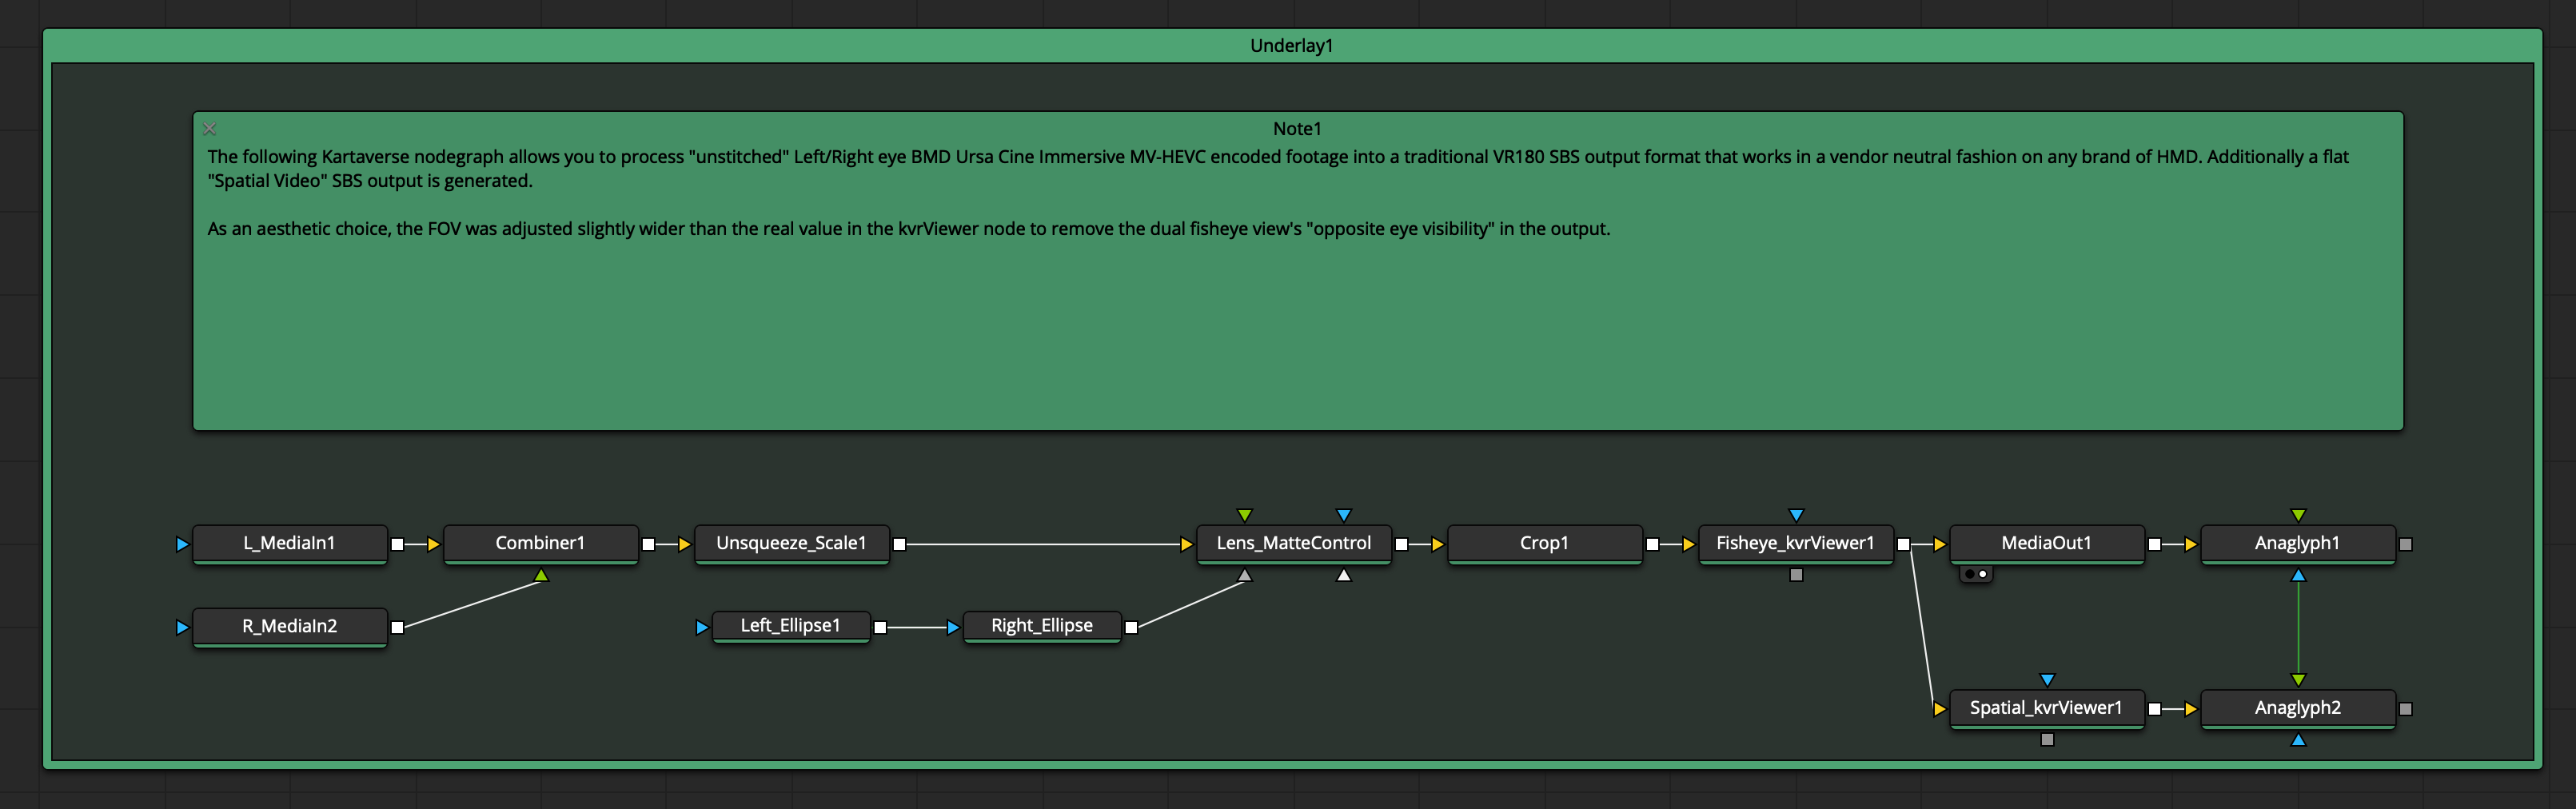 Underlay1
Note1
The following Kartaverse nodegraph allows you to process "unstitched" Left/Right eye BMD Ursa Cine Immersive MV-HEVC encoded footage into a traditional VR180 SBS output format that works in a vendor neutral fashion on any brand of HMD. Additionally a flat
"Spatial Video" SBS output is generated.
As an aesthetic choice, the FOV was adjusted slightly wider than the real value in the kvrViewer node to remove the dual fisheye view's "opposite eye visibility" in the output.
L_MediaIn1
Combiner1
Unsqueeze_Scale1
Lens_MatteControl
Crop1
Fisheye_kvrViewer1
MediaOut1
Anaglyph1
R_MediaIn2
Left_Ellipse1
Right_Ellipse
Spatial_kvrViewer1
Anaglyph2